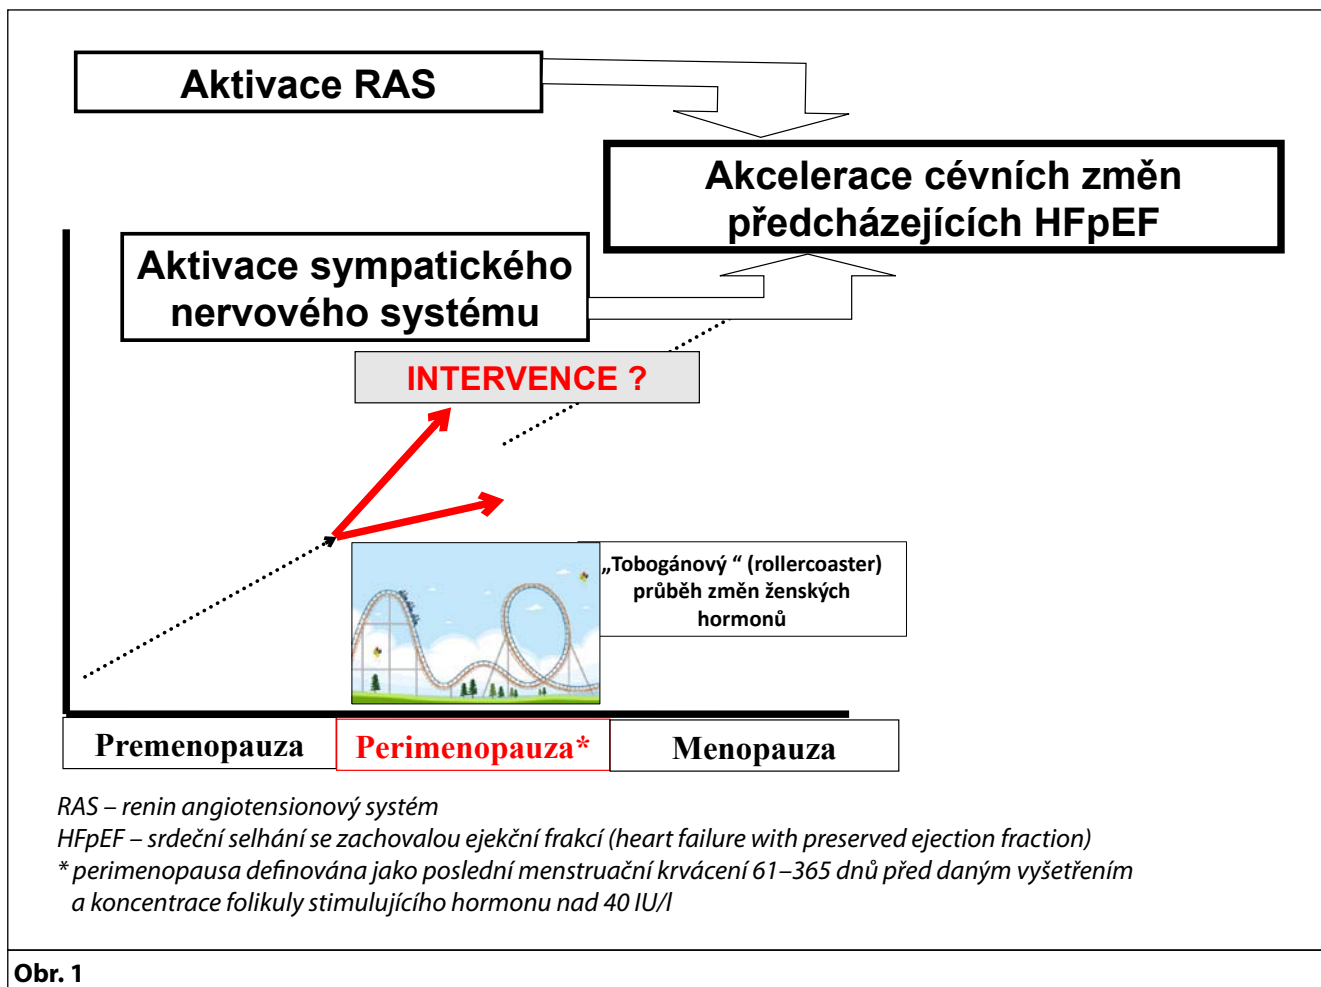 Aktivace RAS
Akcelerace cévních změn
předcházejících HFpEF
Aktivace sympatického
nervového systému
INTERVENCE ?
„Tobogánový “ (rollercoaster)
průběh změn ženských
hormonů
Premenopauza
Perimenopauza*
Menopauza
RAS – renin angiotensionový systém
HFpEF – srdeční selhání se zachovalou ejekční frakcí (heart failure with preserved ejection fraction)
* perimenopausa definována jako poslední menstruační krvácení 61–365 dnů před daným vyšetřením
a koncentrace folikuly stimulujícího hormonu nad 40 IU/l
Obr. 1